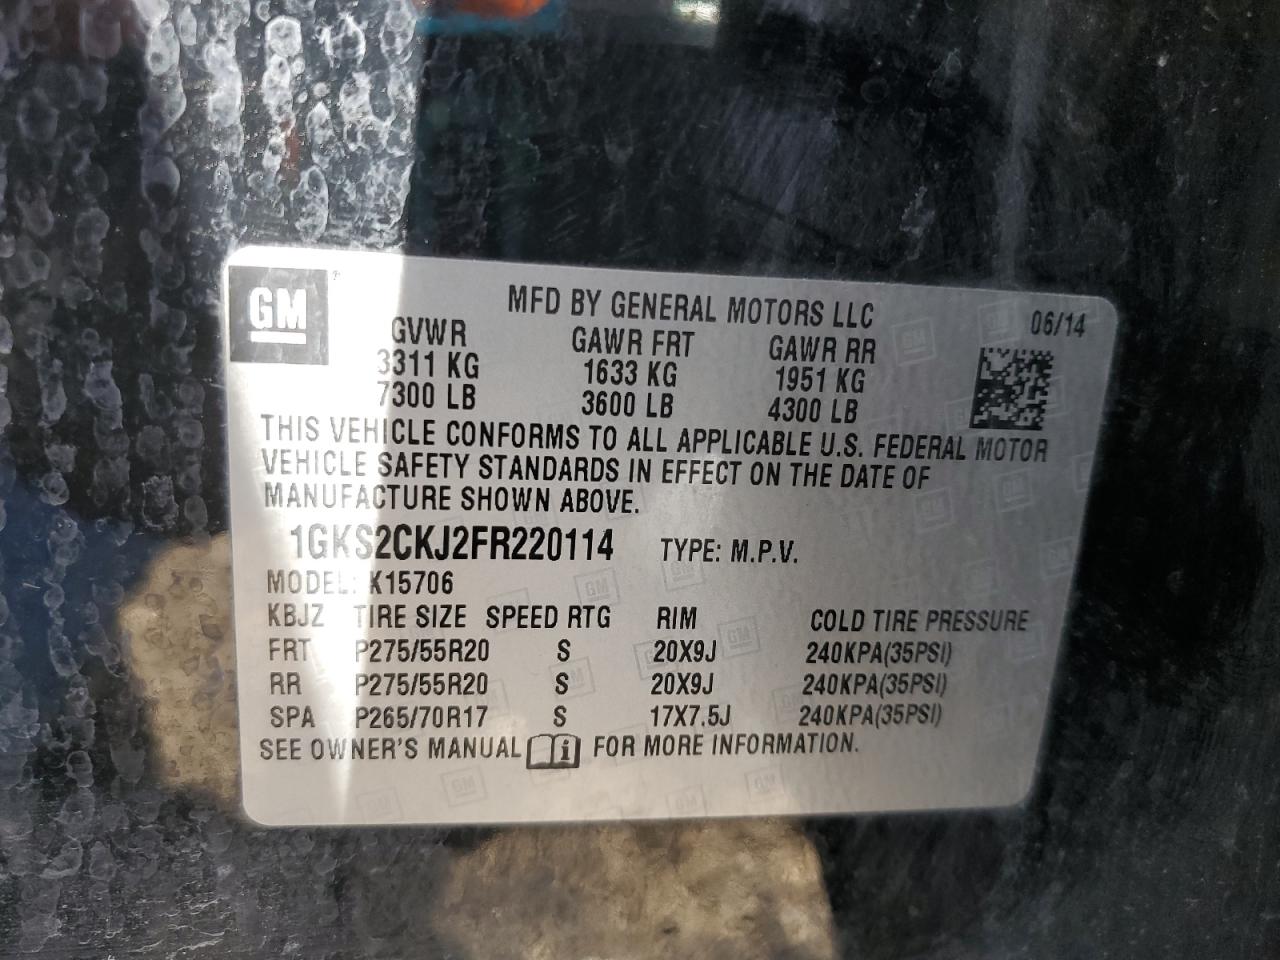 GM
MFD BY GENERAL MOTORS LLC
06/14
GVWR GAWR FRT GAWR RR
3311 KG 1633 KG 1951 KG
7300 LB 3600 LB 4300 LB
THIS VEHICLE CONFORMS TO ALL APPLICABLE U.S. FEDERAL MOTOR
VEHICLE SAFETY STANDARDS IN EFFECT ON THE DATE OF
MANUFACTURE SHOWN ABOVE.
1GKS2CKJ2FR220114 TYPE: M.P.V.
MODEL: K15706
KBJZ TIRE SIZE SPEED RTG RIM COLD TIRE PRESSURE
FRT P275/55R20 S 20X9J 240KPA(35PSI)
RR P275/55R20 S 20X9J 240KPA(35PSI)
SPA P265/70R17 S 17X7.5J 240KPA(35PSI)
SEE OWNER'S MANUAL i FOR MORE INFORMATION.